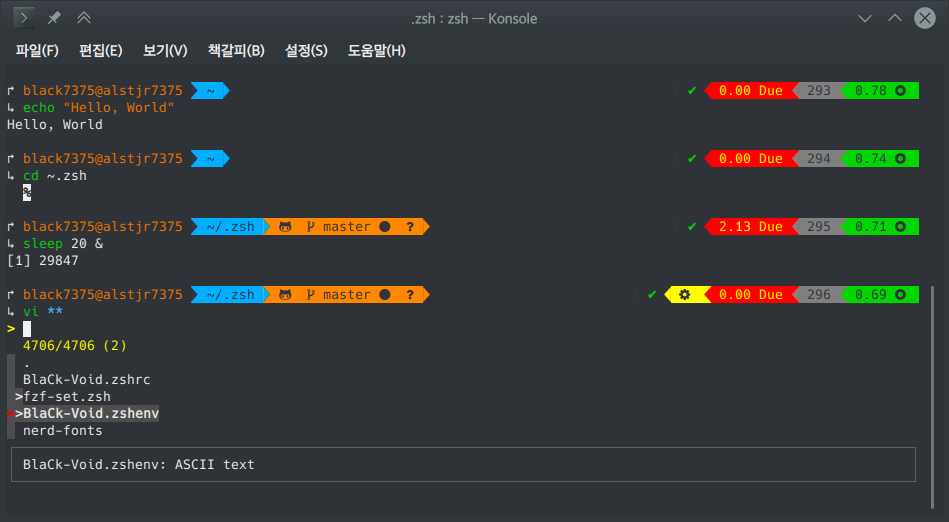 .zsh : zsh — Konsole
파일(F) 편집(E) 보기(V) 책갈피(B) 설정(S) 도움말(H)
┌ black7375@alstjr7375 ~ ✔ 0.00 Due 293 0.78
↳ echo "Hello, World"
Hello, World
┌ black7375@alstjr7375 ~ ✔ 0.00 Due 294 0.74
↳ cd ~.zsh
%
┌ black7375@alstjr7375 ~/.zsh master ● ? ✔ 2.13 Due 295 0.71
↳ sleep 20 &
[1] 29847
┌ black7375@alstjr7375 ~/.zsh master ● ? ✔ 0.00 Due 296 0.69
↳ vi **
>
4706/4706 (2)
.
BlaCk-Void.zshrc
>fzf-set.zsh
>>BlaCk-Void.zshenv
nerd-fonts
BlaCk-Void.zshenv: ASCII text